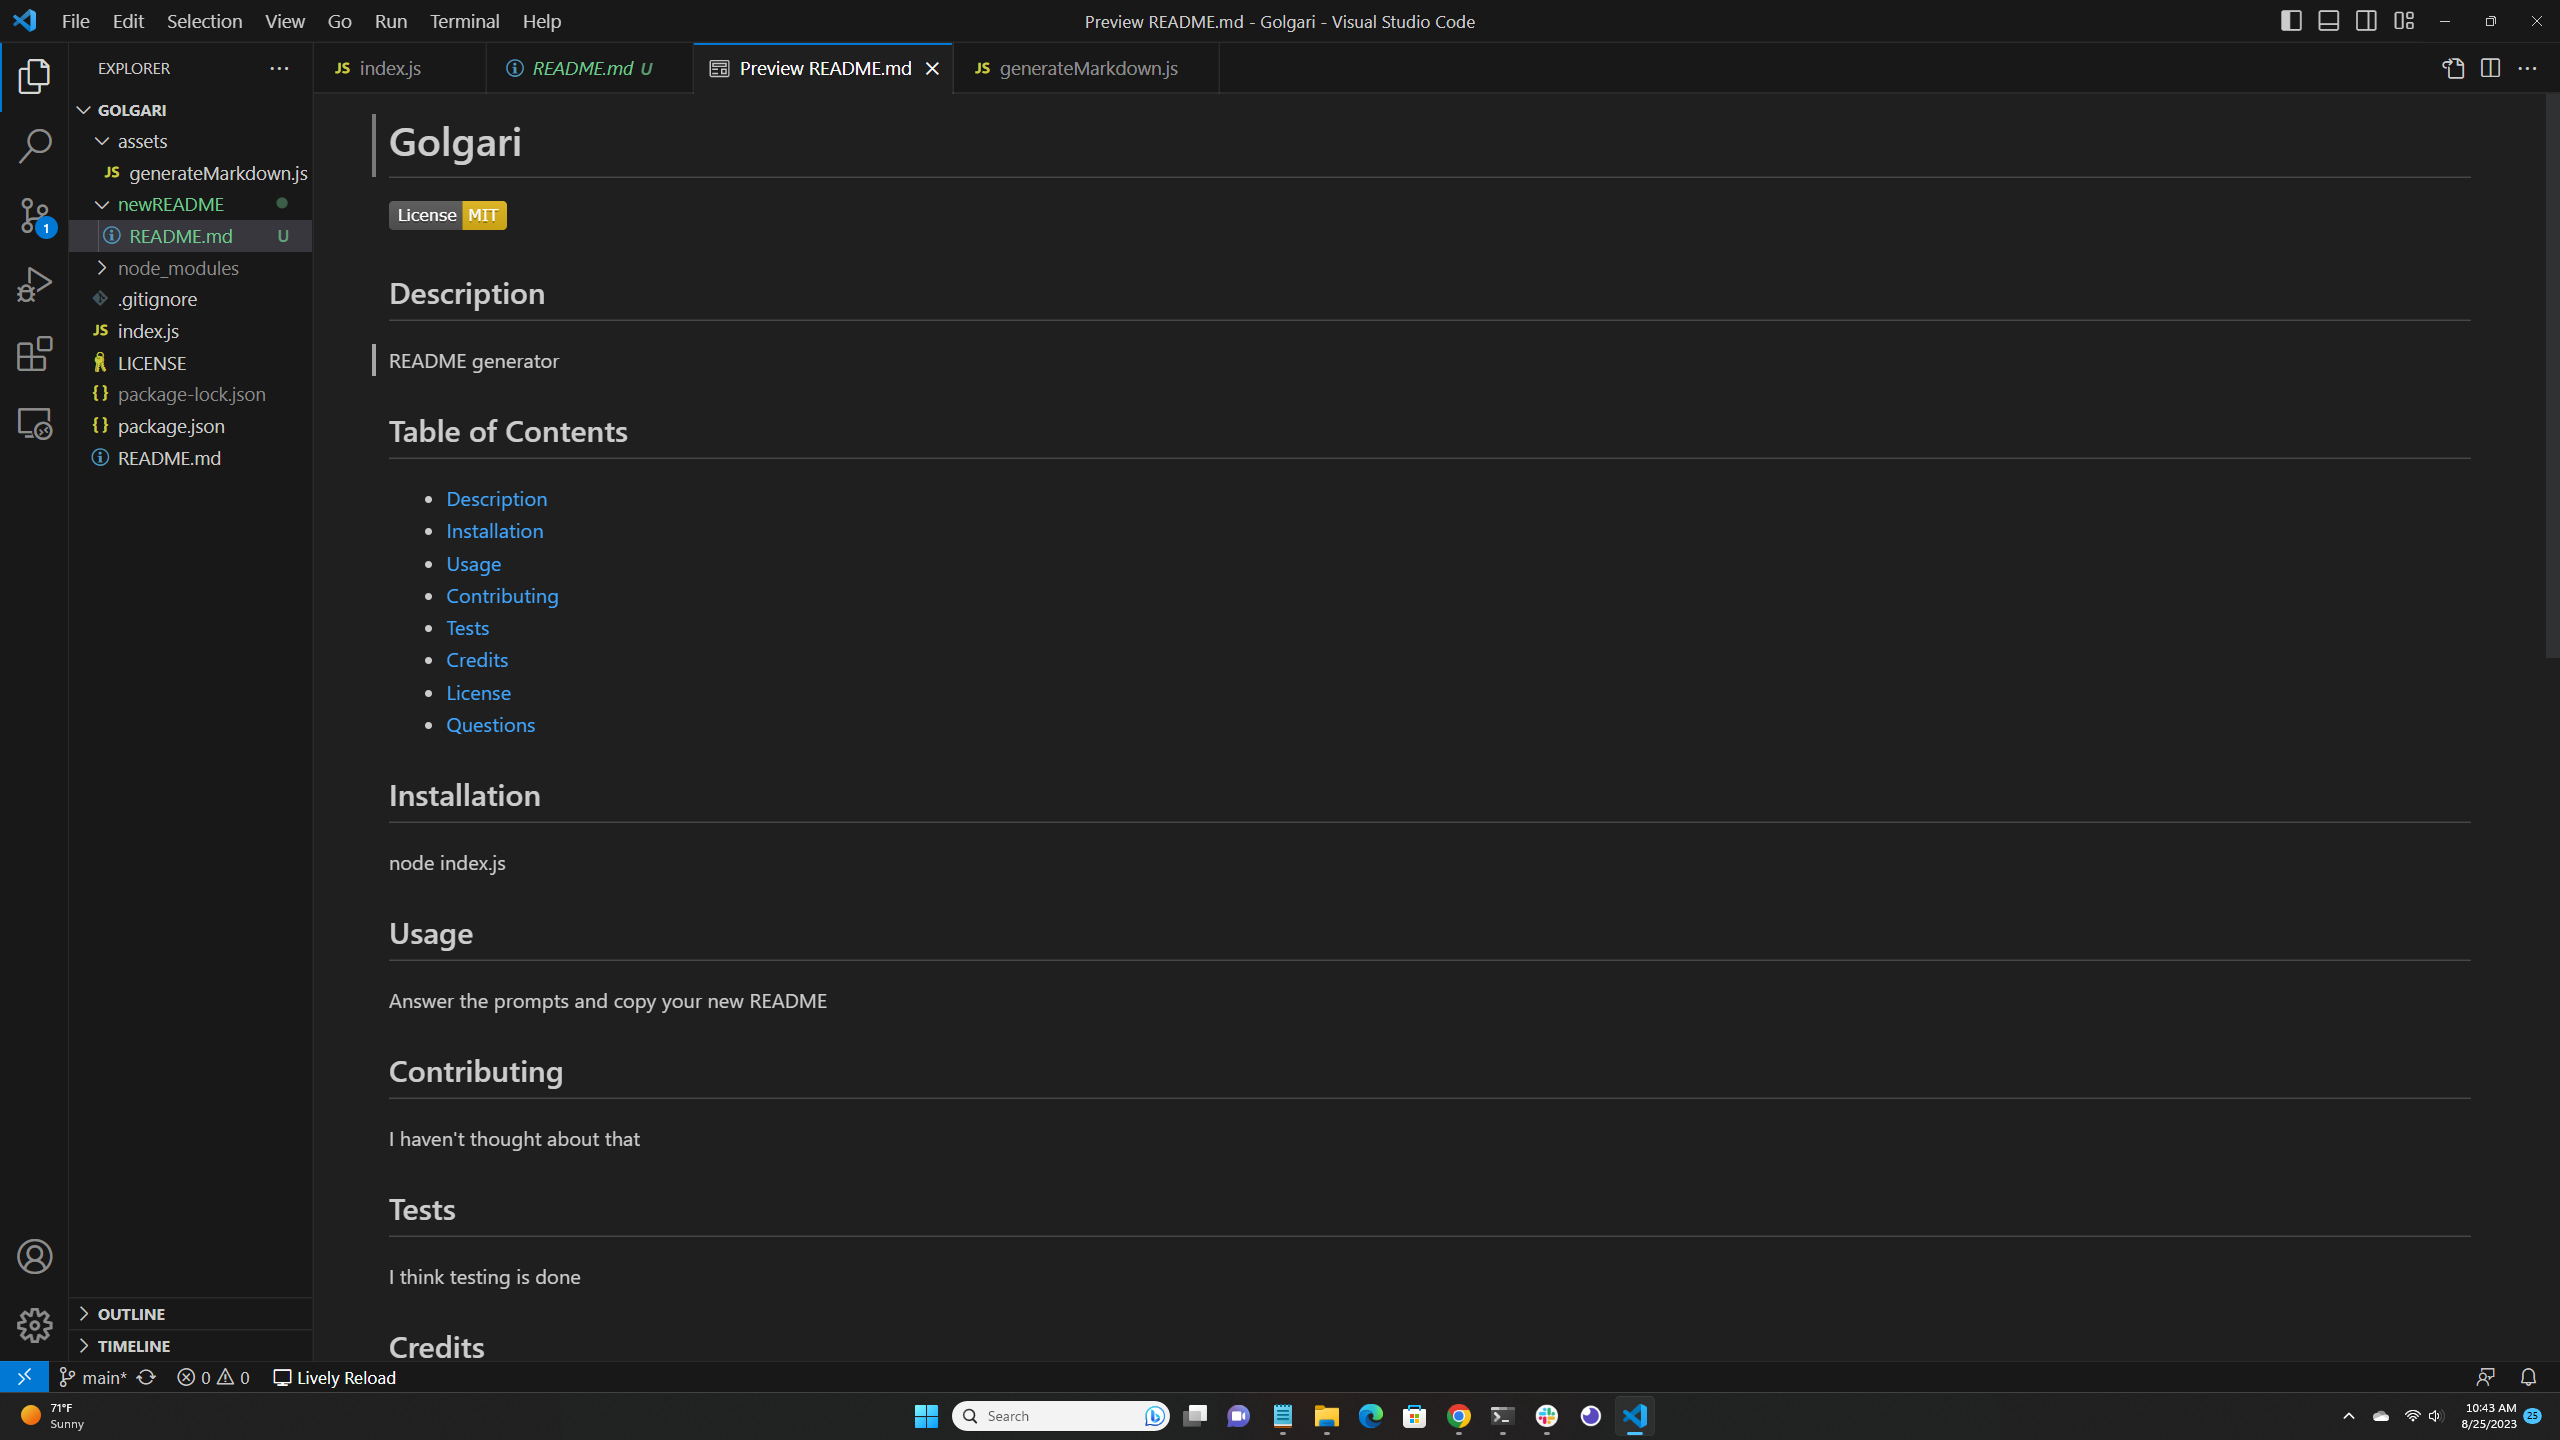 File Edit Selection View Go Run Terminal Help
Preview README.md - Golgari - Visual Studio Code
EXPLORER
JS index.js
README.md U
Preview README.md
JS generateMarkdown.js
GOLGARI
assets
JS generateMarkdown.js
newREADME
README.md U
node_modules
.gitignore
JS index.js
LICENSE
{} package-lock.json
{} package.json
README.md
1
OUTLINE
TIMELINE
Golgari
License MIT
Description
README generator
Table of Contents
• Description
• Installation
• Usage
• Contributing
• Tests
• Credits
• License
• Questions
Installation
node index.js
Usage
Answer the prompts and copy your new README
Contributing
I haven't thought about that
Tests
I think testing is done
Credits
main* 0 0 Lively Reload
71°F
Sunny
Search
10:43 AM
8/25/2023
25